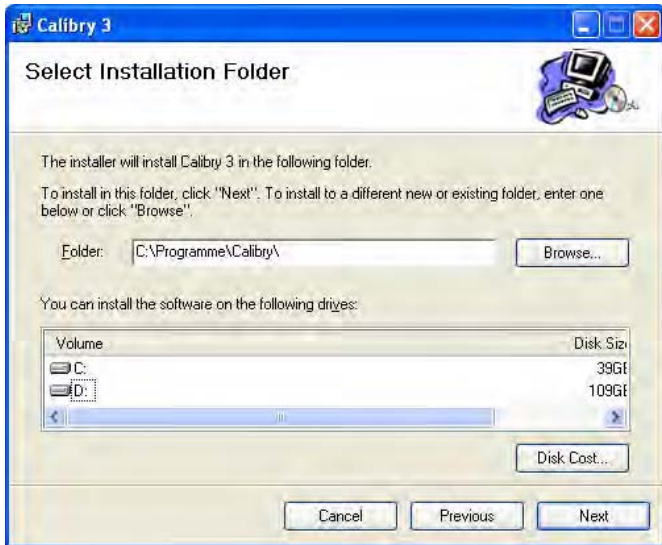 Calibry 3
Select Installation Folder
The installer will install Calibry 3 in the following folder.
To install in this folder, click "Next". To install to a different new or existing folder, enter one
below or click "Browse".
Folder: C:\Programme\Calibry\ Browse...
You can install the software on the following drives:
Volume Disk Siz
C: 39GB
D: 109GB
Disk Cost...
Cancel Previous Next